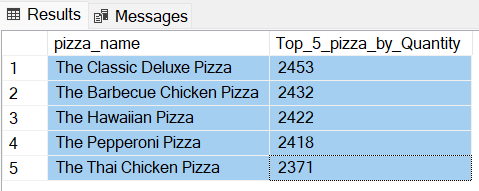 Results Messages
pizza_name Top_5_pizza_by_Quantity
1 The Classic Deluxe Pizza 2453
2 The Barbecue Chicken Pizza 2432
3 The Hawaiian Pizza 2422
4 The Pepperoni Pizza 2418
5 The Thai Chicken Pizza 2371